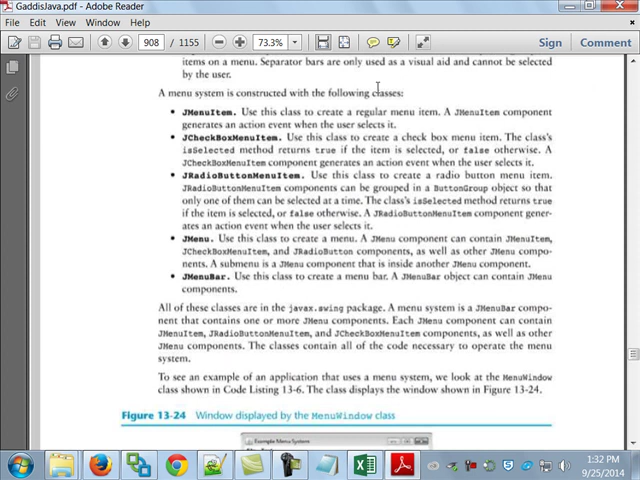 GaddisJava.pdf - Adobe Reader
File Edit View Window Help
908 / 1155 73.3% Sign Comment
items on a menu. Separator bars are only used as a visual aid and cannot be selected
by the user.
A menu system is constructed with the following classes:
• JMenuItem. Use this class to create a regular menu item. A JMenuItem component
generates an action event when the user selects it.
• JCheckBoxMenuItem. Use this class to create a check box menu item. The class's
isSelected method returns true if the item is selected, or false otherwise. A
JCheckBoxMenuItem component generates an action event when the user selects it.
• JRadioButtonMenuItem. Use this class to create a radio button menu item.
JRadioButtonMenuItem components can be grouped in a ButtonGroup object so that
only one of them can be selected at a time. The class's isSelected method returns true
if the item is selected, or false otherwise. A JRadioButtonMenuItem component gener-
ates an action event when the user selects it.
• JMenu. Use this class to create a menu. A JMenu component can contain JMenuItem,
JCheckBoxMenuItem, and JRadioButton components, as well as other JMenu compo-
nents. A submenu is a JMenu component that is inside another JMenu component.
• JMenuBar. Use this class to create a menu bar. A JMenuBar object can contain JMenu
components.
All of these classes are in the javax.swing package. A menu system is a JMenuBar compo-
nent that contains one or more JMenu components. Each JMenu component can contain
JMenuItem, JRadioButtonMenuItem, and JCheckBoxMenuItem components, as well as other
JMenu components. The classes contain all of the code necessary to operate the menu
system.
To see an example of an application that uses a menu system, we look at the MenuWindow
class shown in Code Listing 13-6. The class displays the window shown in Figure 13-24.
Figure 13-24 Window displayed by the MenuWindow class
Example Menu System
1:32 PM
9/25/2014